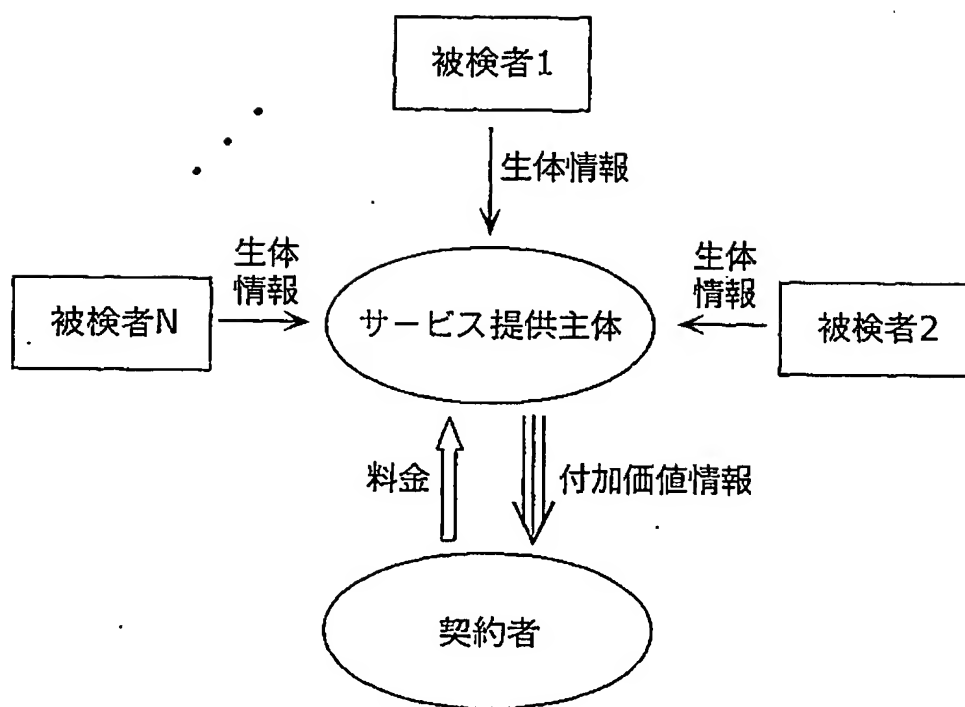 被検者1
生体情報
生体
情報
被検者N
サービス提供主体
生体
情報
被検者2
料金
付加価値情報
契約者